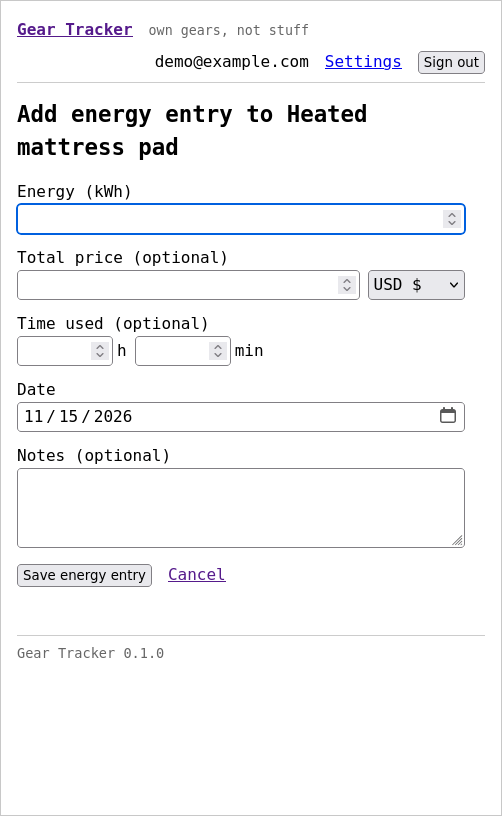 Gear Tracker own gears, not stuff
demo@example.com Settings Sign out
Add energy entry to Heated
mattress pad
Energy (kWh)
Total price (optional)
USD $
Time used (optional)
h min
Date
11/15/2026
Notes (optional)
Save energy entry Cancel
Gear Tracker 0.1.0